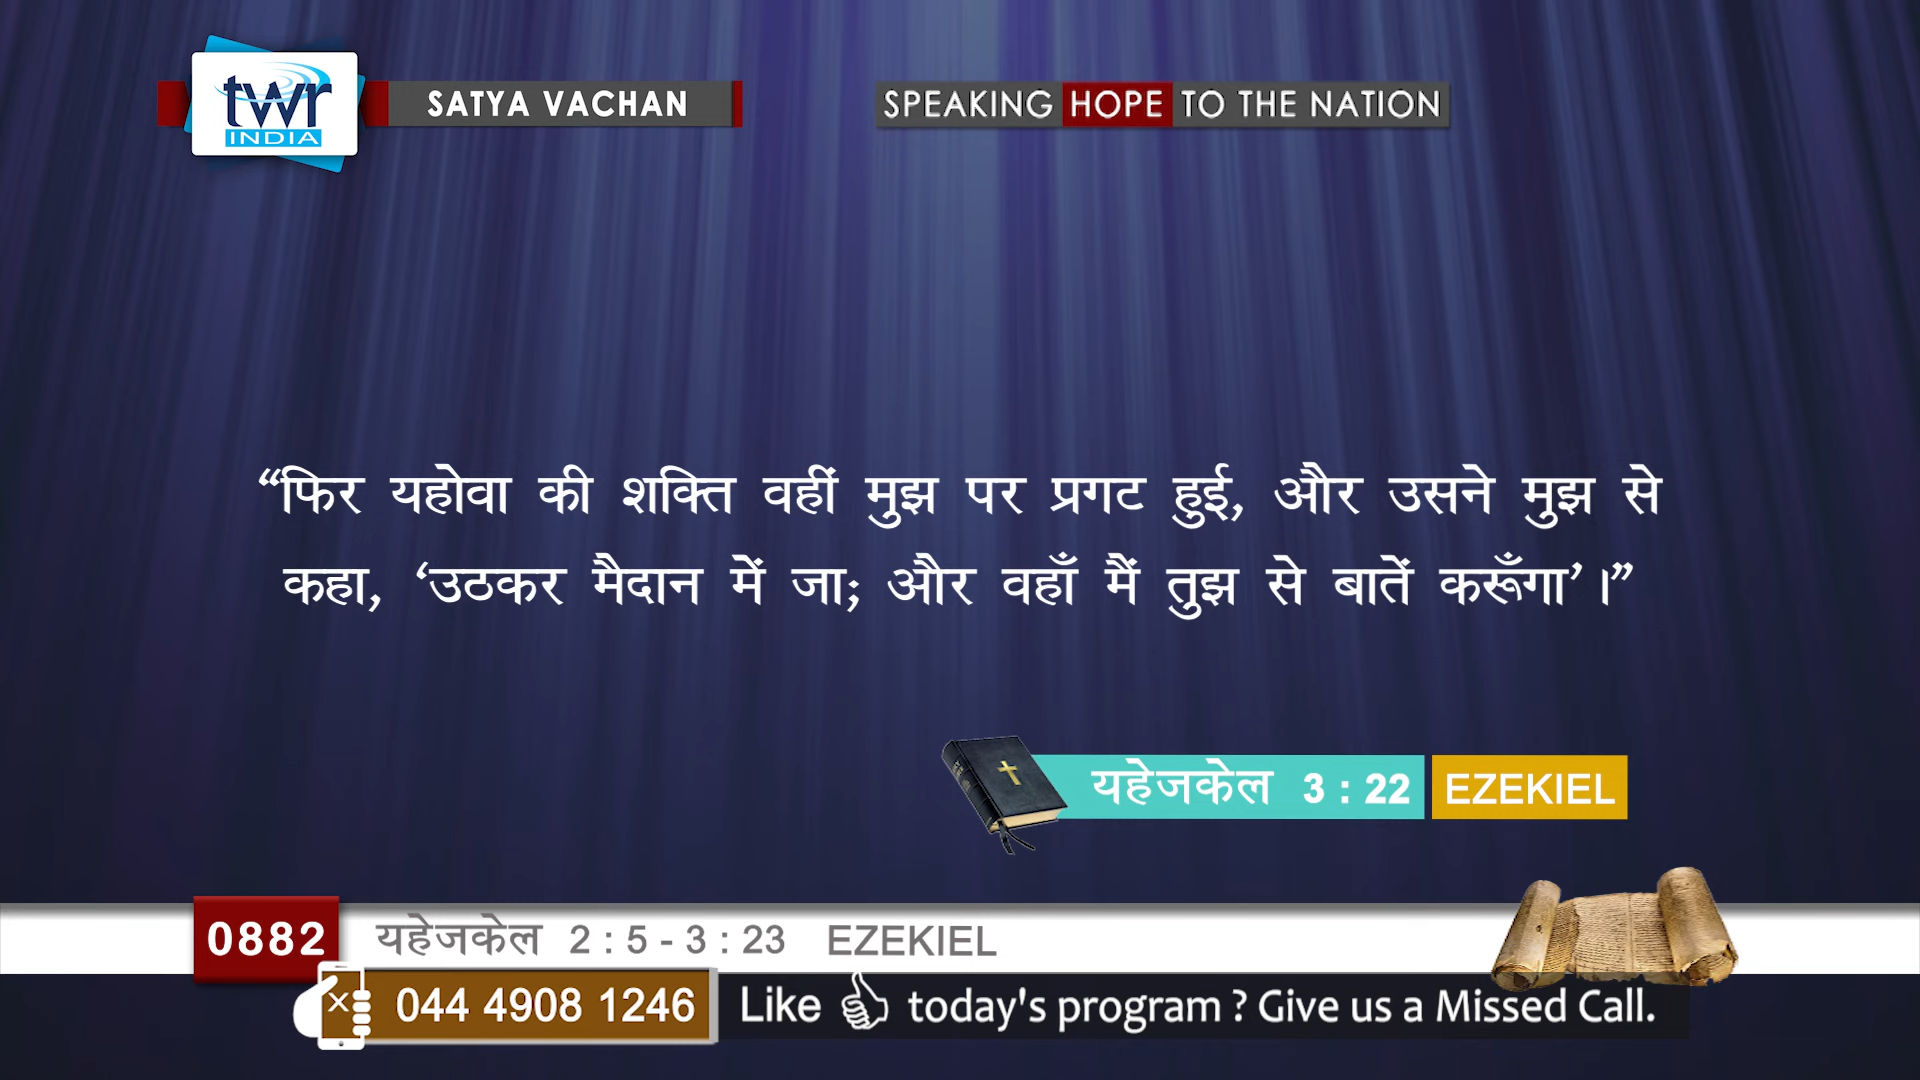 twr
INDIA
SATYA VACHAN
SPEAKING HOPE TO THE NATION
“फिर यहोवा की शक्ति वहीं मुझ पर प्रगट हुई, और उसने मुझ से
कहा, ‘उठकर मैदान में जा; और वहाँ मैं तुझ से बातें करूँगा’।”
यहेजकेल 3 : 22 EZEKIEL
0882 यहेजकेल 2 : 5 - 3 : 23 EZEKIEL
044 4908 1246 Like today's program ? Give us a Missed Call.